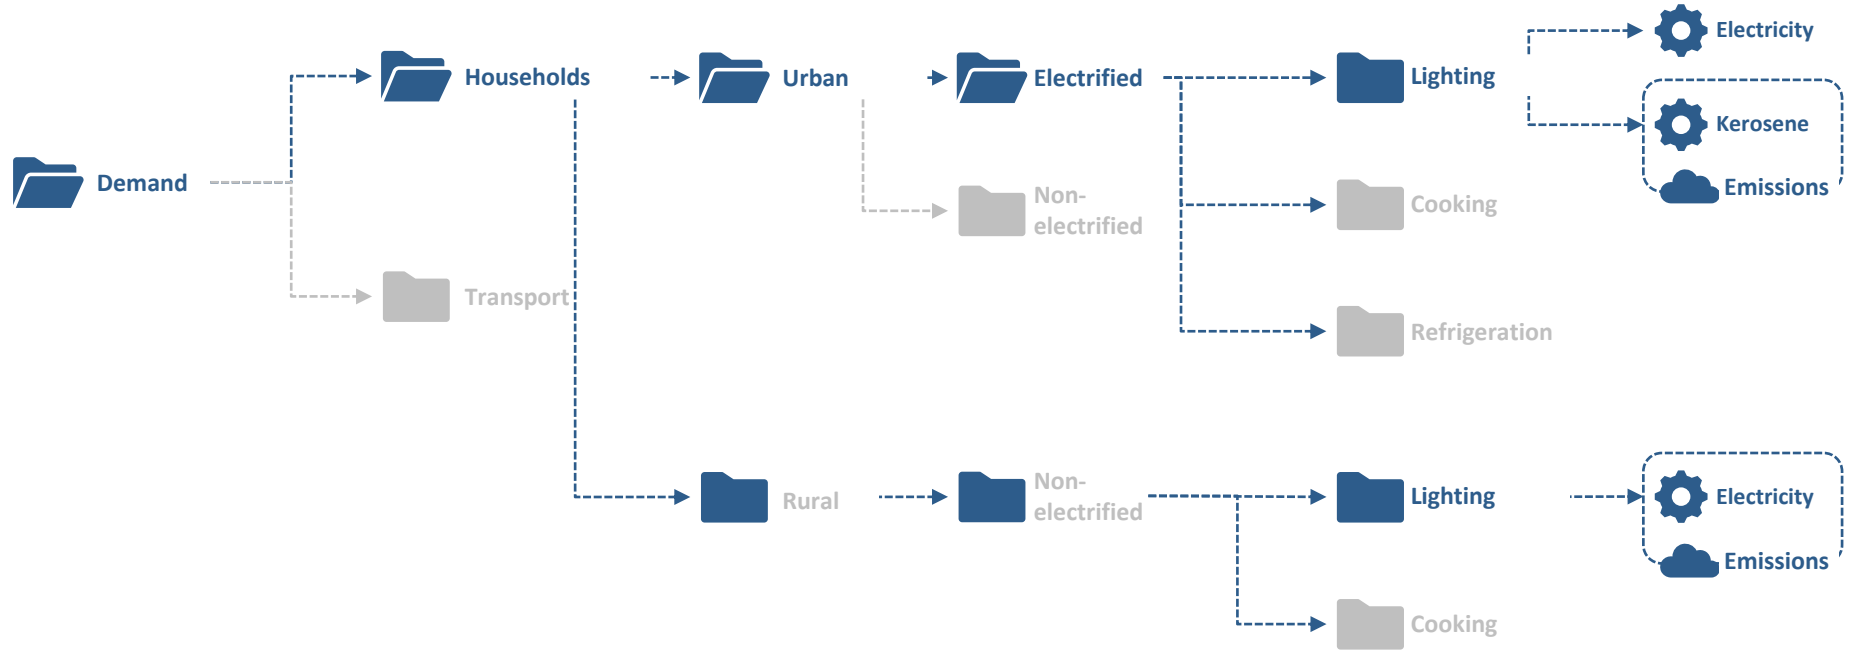 Electricity
Households
Urban
Electrified
Lighting
Kerosene
Demand
Emissions
Non-
electrified
Cooking
Transport
Refrigeration
Rural
Non-
electrified
Lighting
Electricity
Emissions
Cooking